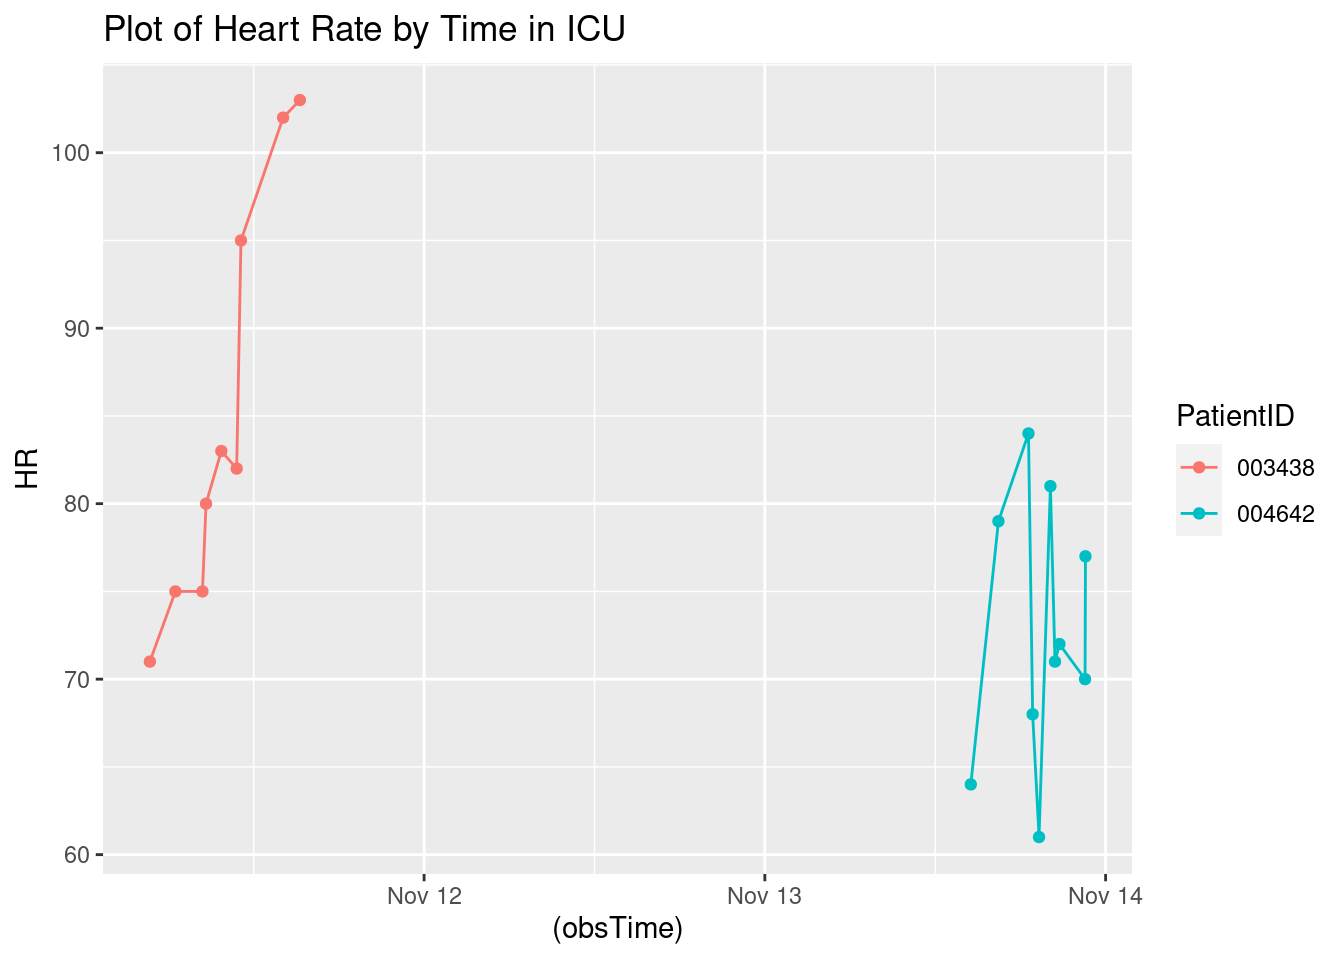 Plot of Heart Rate by Time in ICU
100
90
80
70
60
HR
Nov 12
Nov 13
Nov 14
(obsTime)
PatientID
003438
004642